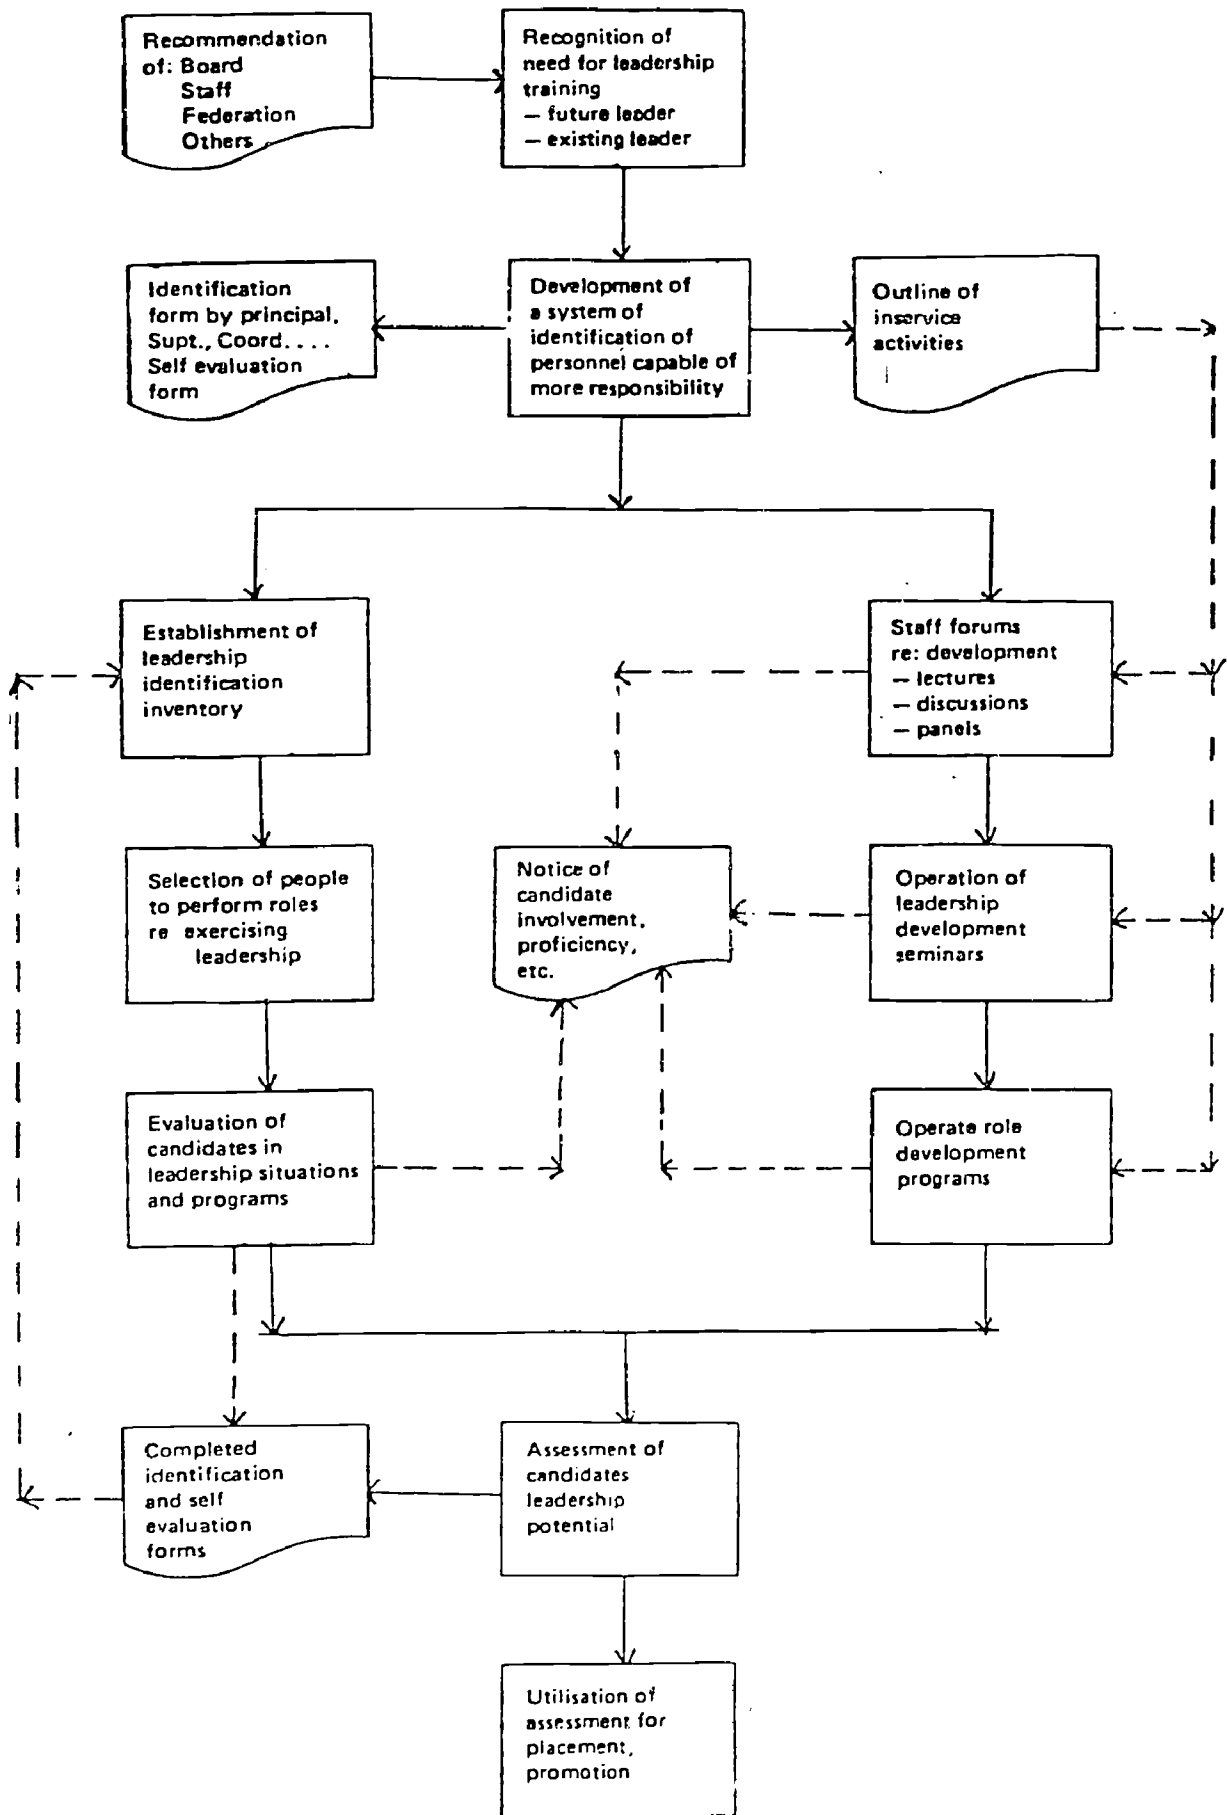 Recommendation
of: Board
Staff
Federation
Others
Recognition of
need for leadership
training
– future leader
– existing leader
Identification
form by principal,
Supt., Coord. . . .
Self evaluation
form
Development of
a system of
identification of
personnel capable of
more responsibility
Outline of
inservice
activities
Establishment of
leadership
identification
inventory
Staff forums
re: development
– lectures
– discussions
– panels
Selection of people
to perform roles
re exercising
leadership
Notice of
candidate
involvement,
proficiency,
etc.
Operation of
leadership
development
seminars
Evaluation of
candidates in
leadership situations
and programs
Operate role
development
programs
Completed
identification
and self
evaluation
forms
Assessment of
candidates
leadership
potential
Utilisation of
assessment for
placement,
promotion